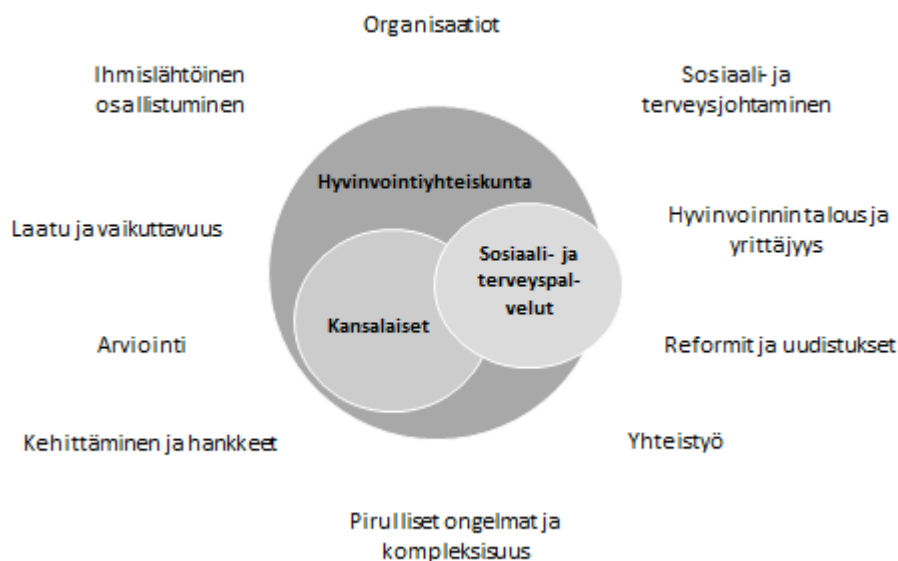 Organisaatiot
Ihmislähtöinen
osallistuminen
Sosiaali- ja
terveysjohtaminen
Hyvinvointiyhteiskunta
Laatu ja vaikuttavuus
Hyvinvoinnin talous ja
yrittäjyys
Sosiaali- ja
terveyspal-
velut
Kansalaiset
Arviointi
Reformit ja uudistukset
Kehittäminen ja hankkeet
Yhteistyö
Pirulliset ongelmat ja
kompleksisuus